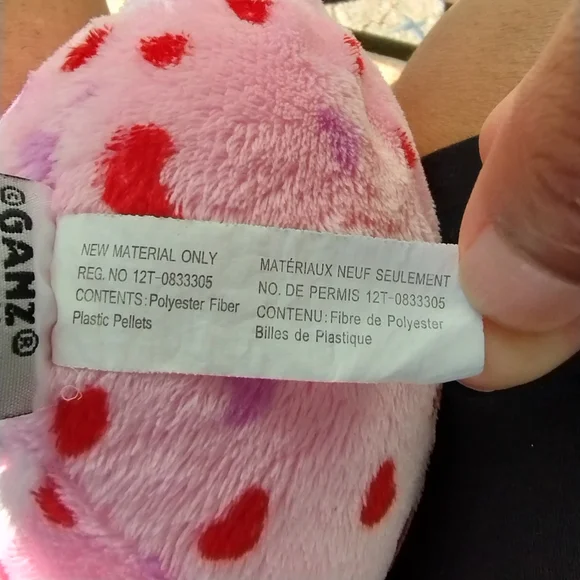 ©GANZ®
NEW MATERIAL ONLY
REG. NO 12T-0833305
CONTENTS: Polyester Fiber
Plastic Pellets
MATÉRIAUX NEUF SEULEMENT
NO. DE PERMIS 12T-0833305
CONTENU: Fibre de Polyester
Billes de Plastique